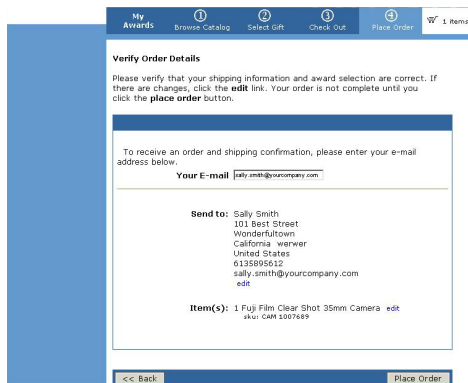 My Awards
1 Browse Catalog
2 Select Gift
3 Check Out
4 Place Order
1 items
Verify Order Details
Please verify that your shipping information and award selection are correct. If
there are changes, click the edit link. Your order is not complete until you
click the place order button.
To receive an order and shipping confirmation, please enter your e-mail
address below.
Your E-mail sally.smith@yourcompany.com
Send to: Sally Smith
101 Best Street
Wonderfultown
California werwer
United States
6135895612
sally.smith@yourcompany.com
edit
Item(s): 1 Fuji Film Clear Shot 35mm Camera edit
sku: CAM 1007689
<< Back
Place Order